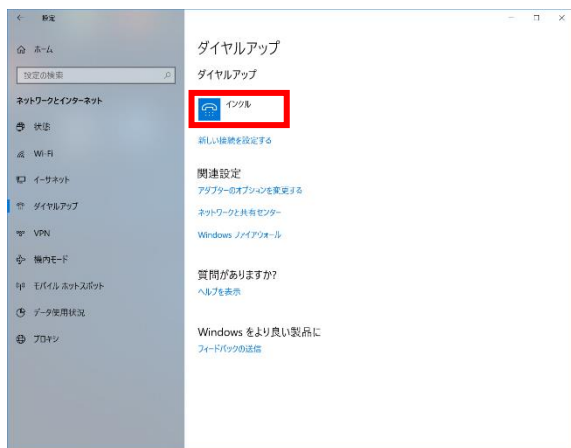 設定
ホーム
設定の検索
ネットワークとインターネット
状態
Wi-Fi
イーサネット
ダイヤルアップ
VPN
機内モード
モバイル ホットスポット
データ使用状況
プロキシ
ダイヤルアップ
ダイヤルアップ
インクル
新しい接続を設定する
関連設定
アダプターのオプションを変更する
ネットワークと共有センター
Windows ファイアウォール
質問がありますか?
ヘルプを表示
Windows をより良い製品に
フィードバックの送信